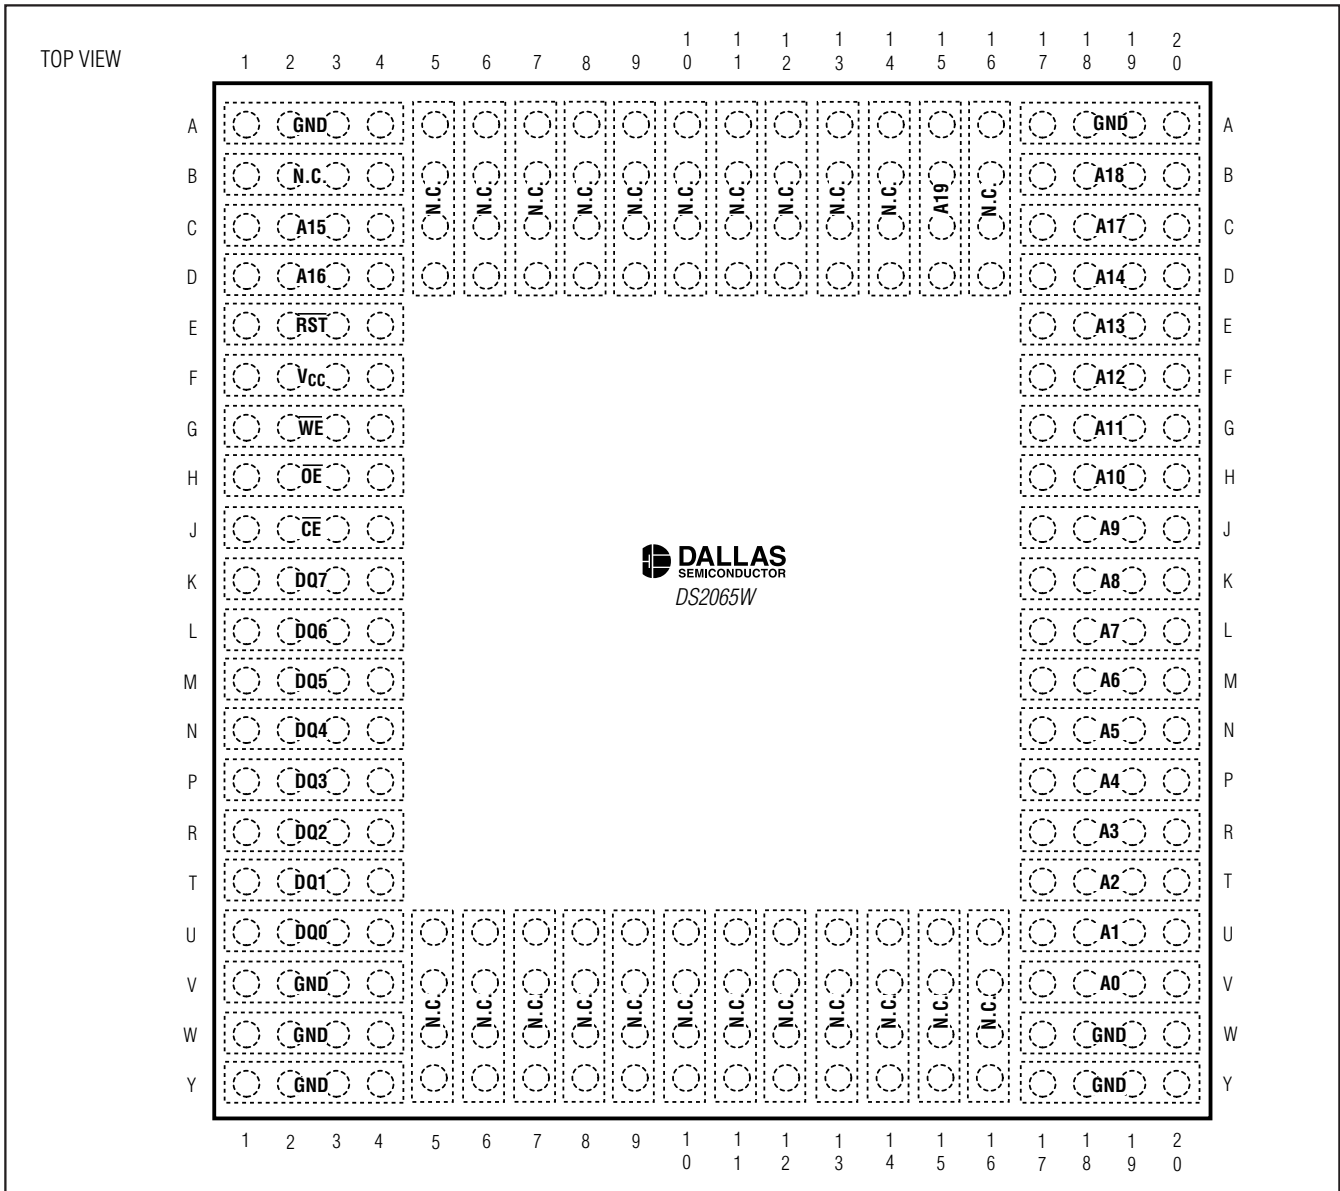 TOP VIEW
1 2 3 4 5 6 7 8 9 10 11 12 13 14 15 16 17 18 19 20
A GND GND A
B N.C. A18 B
N.C. N.C. N.C. N.C. N.C. N.C. N.C. N.C. N.C. N.C. A19 N.C.
C A15 A17 C
D A16 A14 D
E RST A13 E
F VCC A12 F
G WE A11 G
H OE A10 H
J CE A9 J
DALLAS
SEMICONDUCTOR
K DQ7 A8 K
DS2065W
L DQ6 A7 L
M DQ5 A6 M
N DQ4 A5 N
P DQ3 A4 P
R DQ2 A3 R
T DQ1 A2 T
U DQ0 A1 U
V GND A0 V
N.C. N.C. N.C. N.C. N.C. N.C. N.C. N.C. N.C. N.C. N.C. N.C.
W GND GND W
Y GND GND Y
1 2 3 4 5 6 7 8 9 10 11 12 13 14 15 16 17 18 19 20